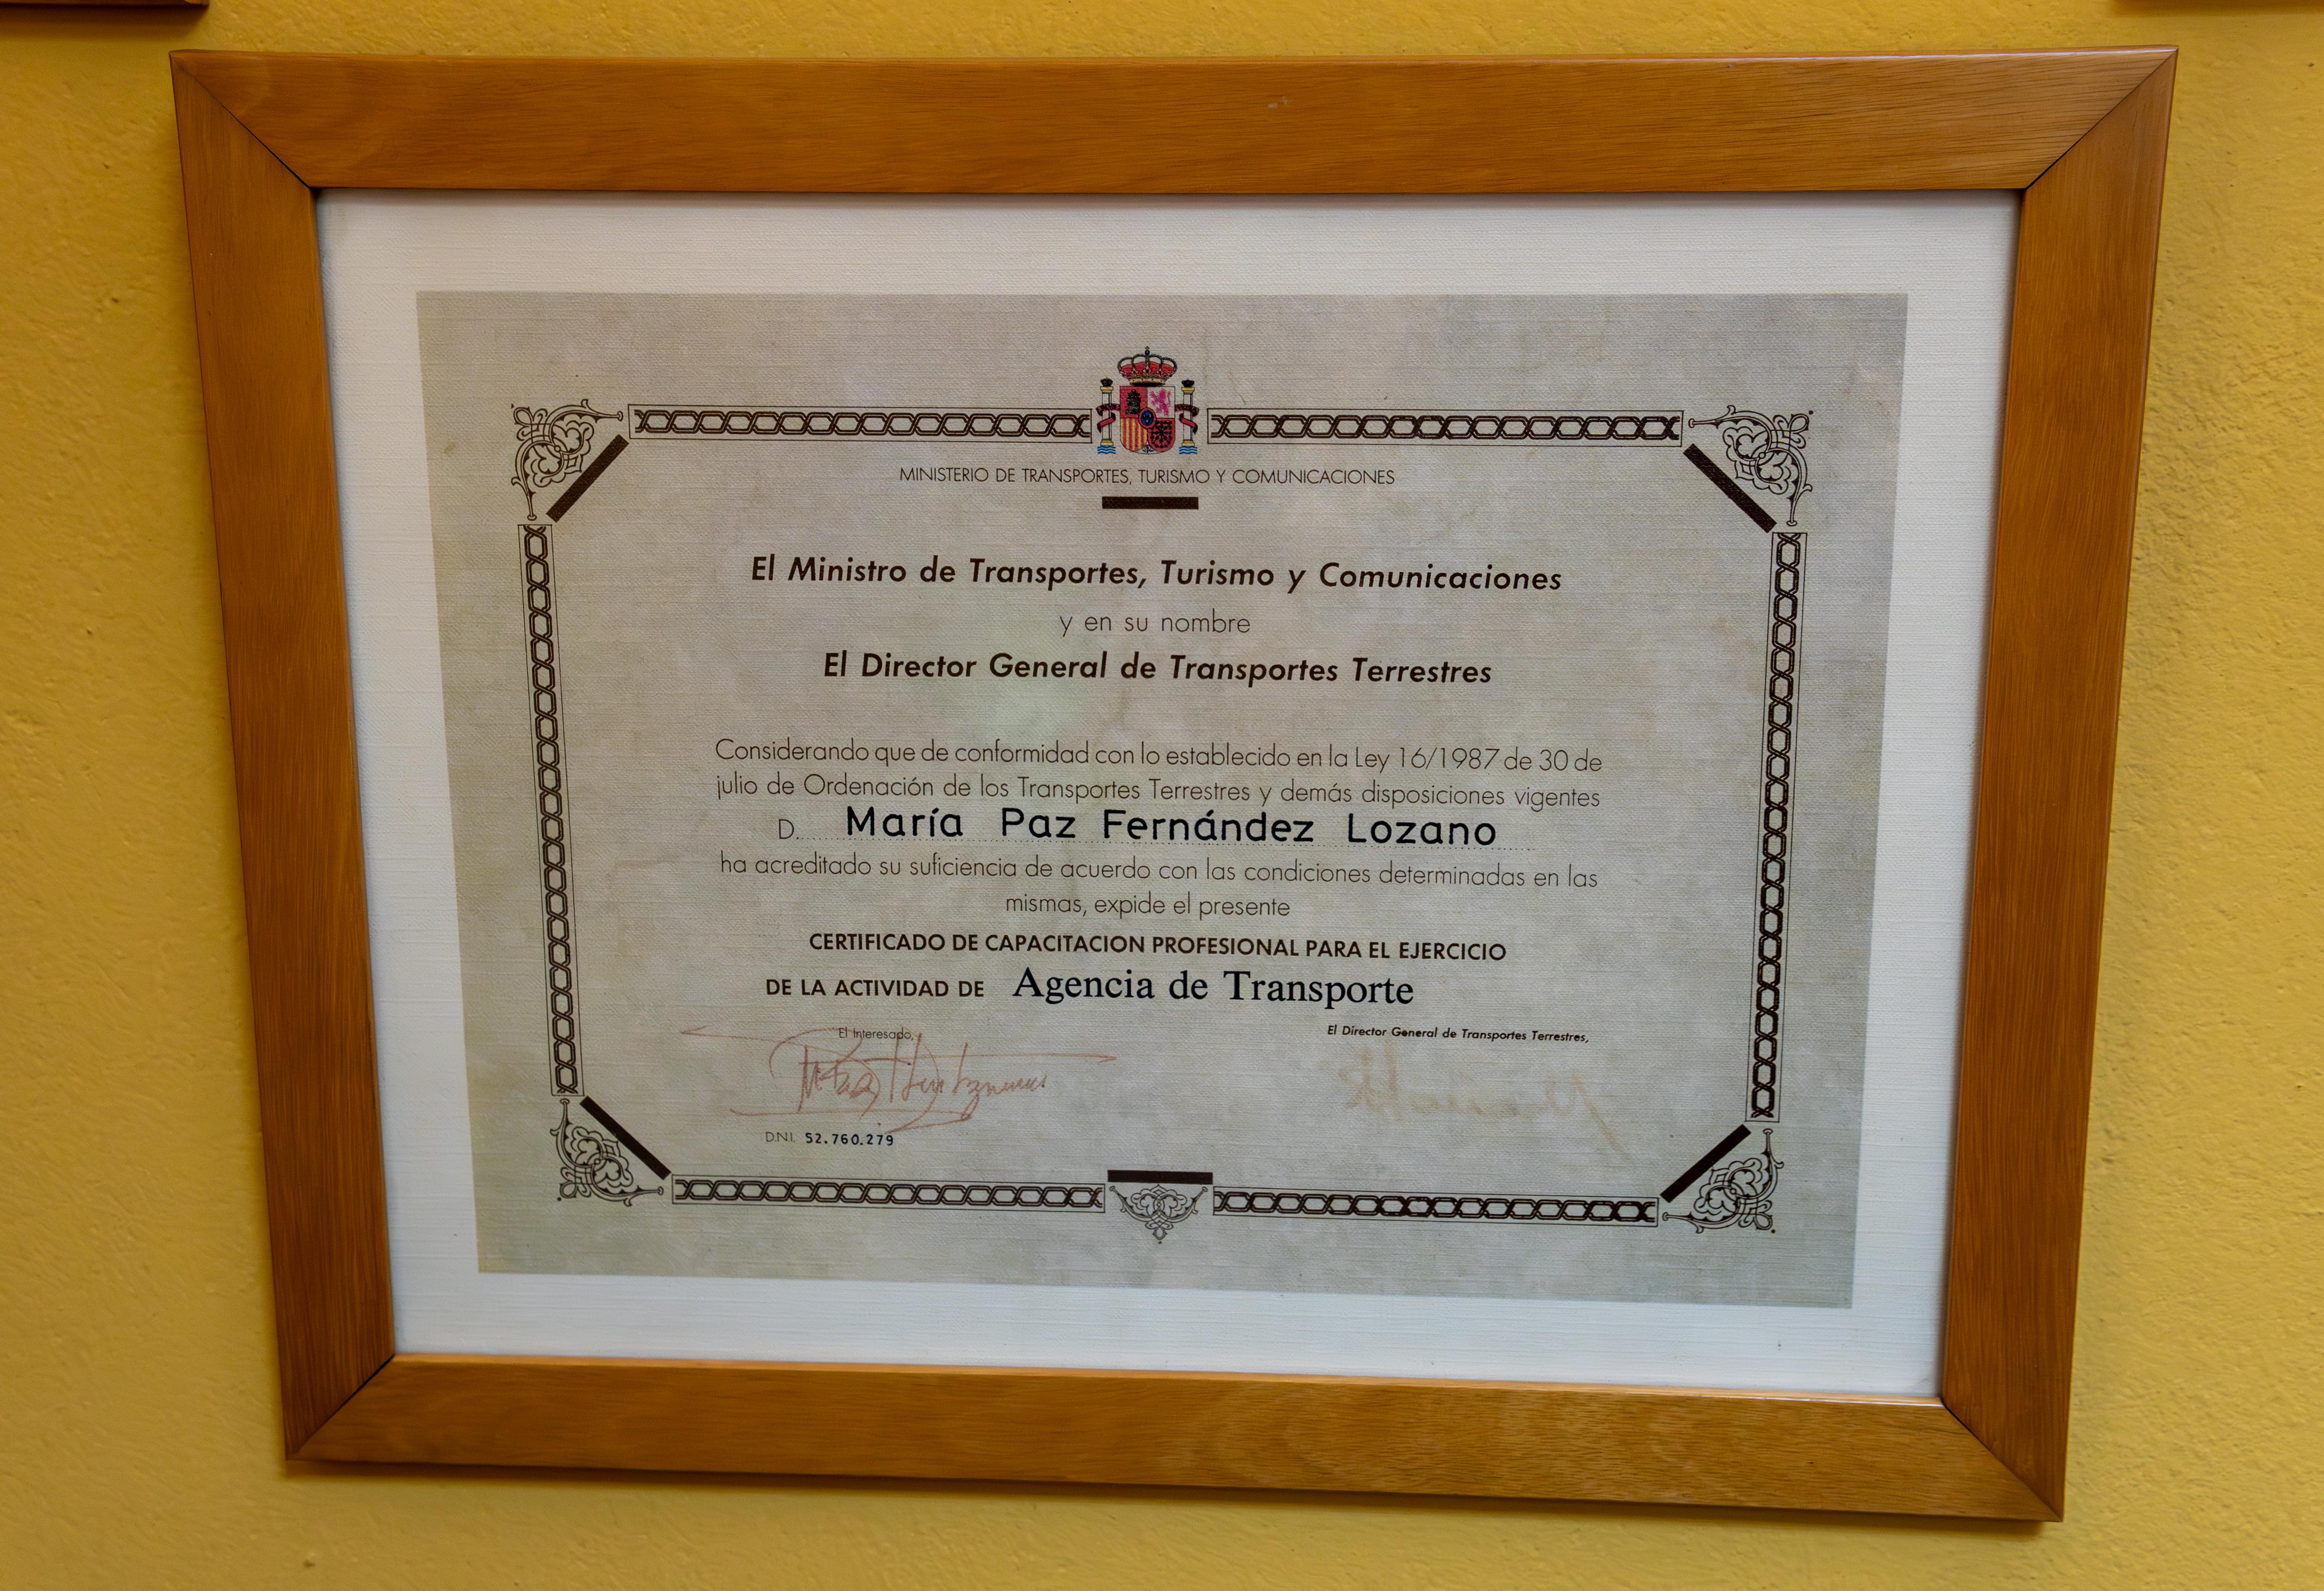 MINISTERIO DE TRANSPORTES, TURISMO Y COMUNICACIONES
El Ministro de Transportes, Turismo y Comunicaciones
y en su nombre
El Director General de Transportes Terrestres
Considerando que de conformidad con lo establecido en la Ley 16/1987 de 30 de
julio de Ordenación de los Transportes Terrestres y demás disposiciones vigentes
D. María Paz Fernández Lozano
ha acreditado su suficiencia de acuerdo con las condiciones determinadas en las
mismas, expide el presente
CERTIFICADO DE CAPACITACION PROFESIONAL PARA EL EJERCICIO
DE LA ACTIVIDAD DE Agencia de Transporte
El Interesado,
El Director General de Transportes Terrestres,
D.N.I. 52.760.279